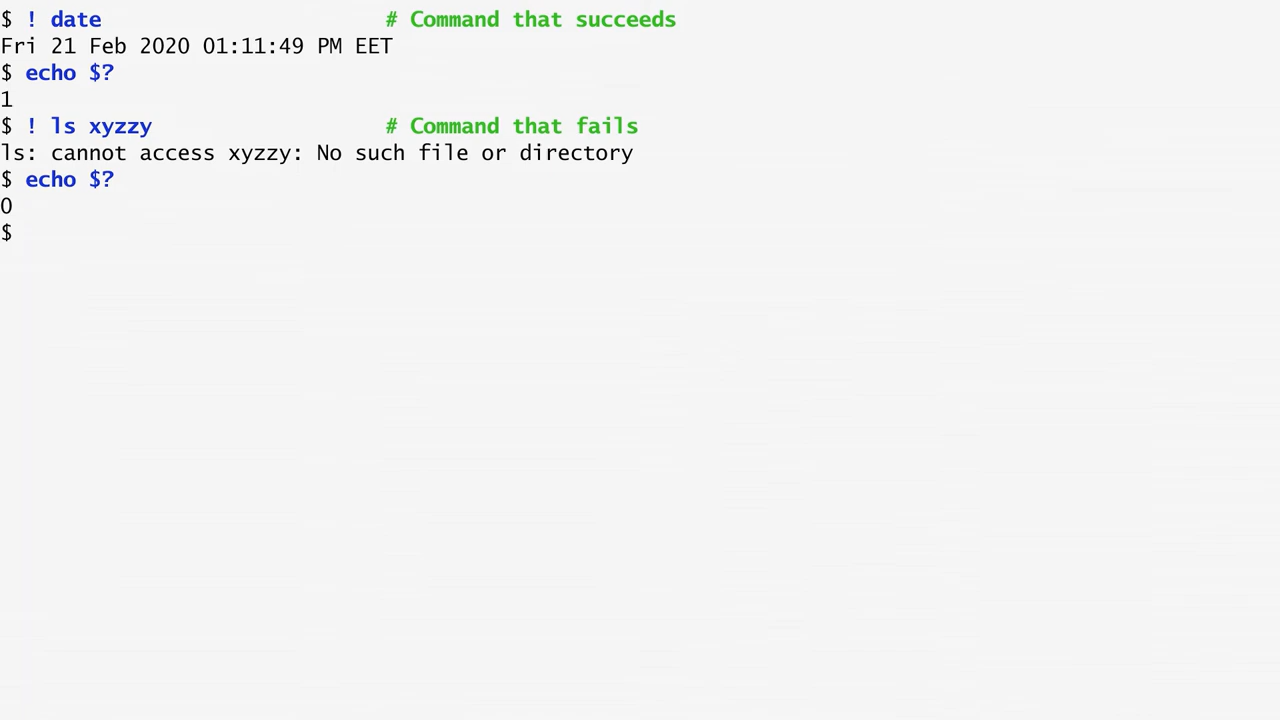 $ ! date # Command that succeeds
Fri 21 Feb 2020 01:11:49 PM EET
$ echo $?
1
$ ! ls xyzzy # Command that fails
ls: cannot access xyzzy: No such file or directory
$ echo $?
0
$